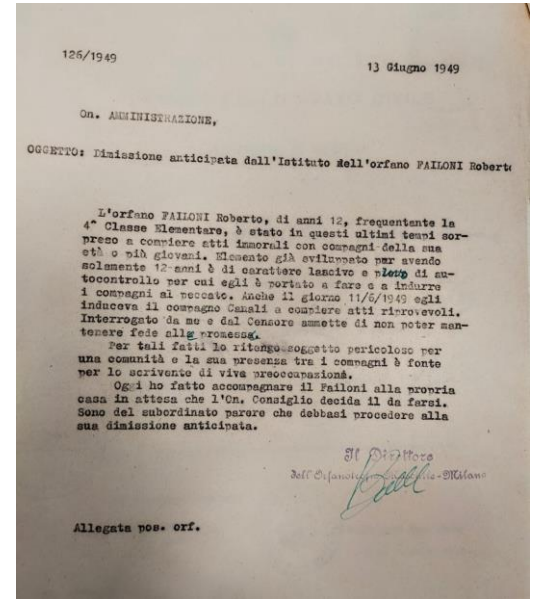 126/1949
13 Giugno 1949
On. AMMINISTRAZIONE,
OGGETTO: Dimissione anticipata dall'Istituto dell'orfano FAILONI Roberto
L'orfano FAILONI Roberto, di anni 12, frequentante la
4^ Classe Elementare, è stato in questi ultimi tempi sor-
preso a compiere atti immorali con compagni della sua
età o più giovani. Elemento già sviluppato pur avendo
solamente 12 anni è di carattere lascivo e di au-
tocontrollo per cui egli è portato a fare e a indurre
i compagni al peccato. Anche il giorno 11/6/1949 egli
induceva il compagno Canali a compiere atti riprovevoli.
Interrogato da me e dal Censore ammette di non poter man-
tenere fede alle promesse.
Per tali fatti lo ritengo soggetto pericoloso per
una comunità e la sua presenza tra i compagni è fonte
per lo scrivente di viva preoccupazione.
Oggi ho fatto accompagnare il Failoni alla propria
casa in attesa che l'On. Consiglio decida il da farsi.
Sono del subordinato parere che debbasi procedere alla
sua dimissione anticipata.
Il Direttore
dell' - Milano
Allegata pos. orf.